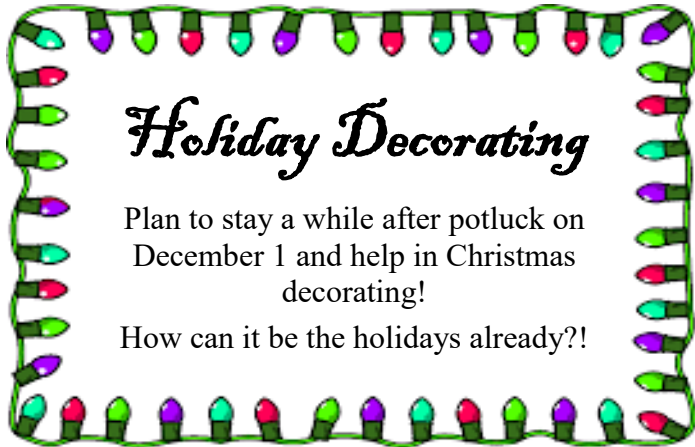 Holiday Decorating
Plan to stay a while after potluck on
December 1 and help in Christmas
decorating!
How can it be the holidays already?!